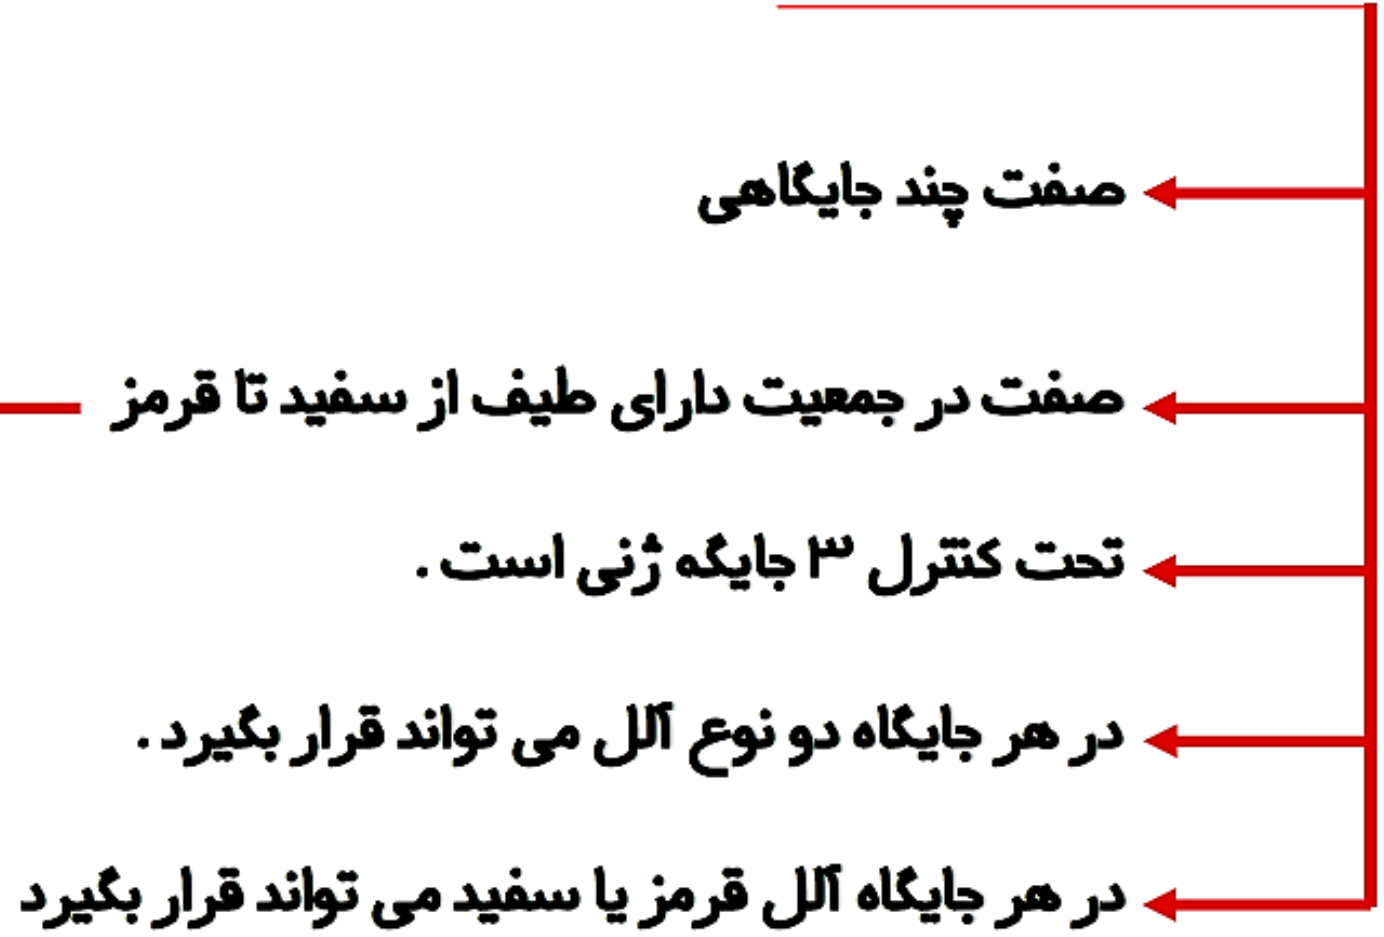 صفت چند جایگاهی
صفت در جمعیت دارای طیف از سفید تا قرمز
تحت کنترل ۳ جایگه ژنی است .
در هر جایگاه دو نوع آلل می تواند قرار بگیرد .
در هر جایگاه آلل قرمز یا سفید می تواند قرار بگیرد